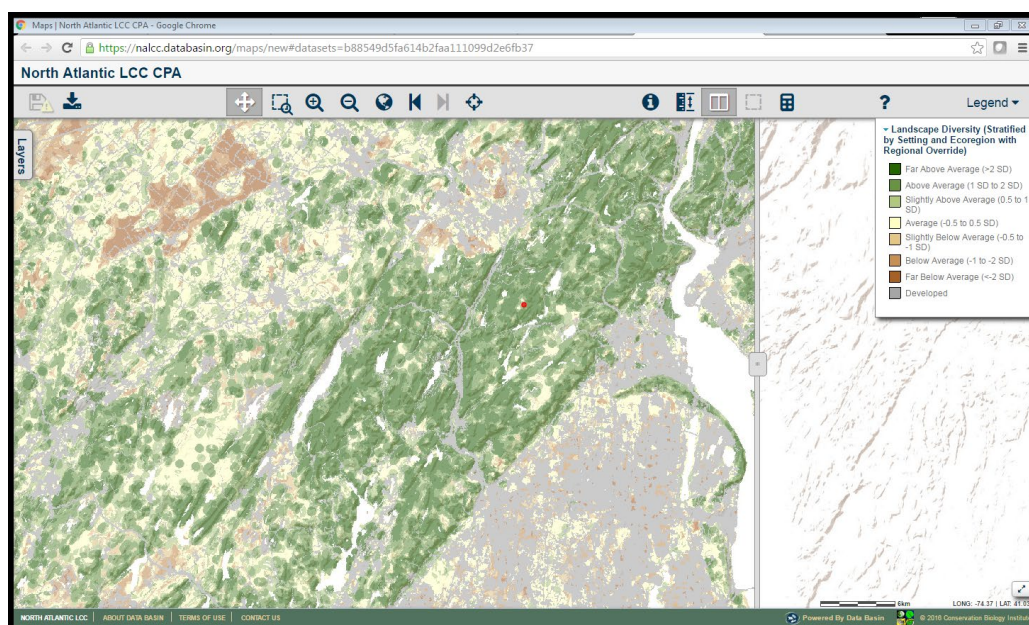 Maps | North Atlantic LCC CPA - Google Chrome
https://nalcc.databasin.org/maps/new#datasets=b88549d5fa614b2faa111099d2e6fb37
North Atlantic LCC CPA
? Legend
Layers
Landscape Diversity (Stratified
by Setting and Ecoregion with
Regional Override)
Far Above Average (>2 SD)
Above Average (1 SD to 2 SD)
Slightly Above Average (0.5 to 1
SD)
Average (-0.5 to 0.5 SD)
Slightly Below Average (-0.5 to
-1 SD)
Below Average (-1 to -2 SD)
Far Below Average (<-2 SD)
Developed
6km
LONG: -74.37 | LAT: 41.03
NORTH ATLANTIC LCC | ABOUT DATA BASIN | TERMS OF USE | CONTACT US
Powered By Data Basin
© 2016 Conservation Biology Institute